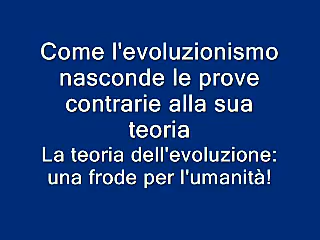 Come l'evoluzionismo
nasconde le prove
contrarie alla sua
teoria
La teoria dell'evoluzione:
una frode per l'umanità!